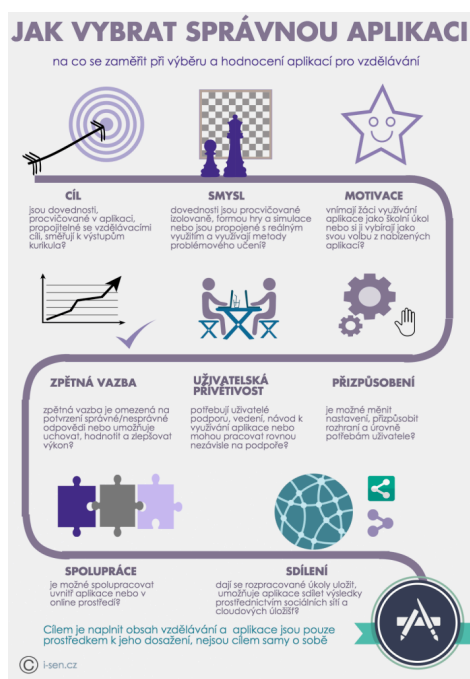 JAK VYBRAT SPRÁVNOU APLIKACI
na co se zaměřit při výběru a hodnocení aplikací pro vzdělávání
CÍL
jsou dovednosti,
procvičované v aplikaci,
propojitelné se vzdělávacími
cíli, směřují k výstupům
kurikula?
SMYSL
dovednosti jsou procvičované
izolovaně, formou hry a simulace
nebo jsou propojené s reálným
využitím a využívají metody
problémového učení?
MOTIVACE
vnímají žáci využívání
aplikace jako školní úkol
nebo si ji vybírají jako
svou volbu z nabízených
aplikací?
ZPĚTNÁ VAZBA
zpětná vazba je omezená na
potvrzení správné/nesprávné
odpovědi nebo umožňuje
uchovat, hodnotit a zlepšovat
výkon?
UŽIVATELSKÁ
PŘÍVĚTIVOST
potřebují uživatelé
podporu, vedení, návod k
využívání aplikace nebo
mohou pracovat rovnou
nezávisle na podpoře?
PŘIZPŮSOBENÍ
je možné měnit
nastavení, přizpůsobit
rozhraní a úrovně
potřebám uživatele?
SPOLUPRÁCE
je možné spolupracovat
uvnitř aplikace nebo v
online prostředí?
SDÍLENÍ
dají se rozpracované úkoly uložit,
umožňuje aplikace sdílet výsledky
prostřednictvím sociálních sítí a
cloudových úložišť?
Cílem je naplnit obsah vzdělávání a aplikace jsou pouze
prostředkem k jeho dosažení, nejsou cílem samy o sobě
© i-sen.cz